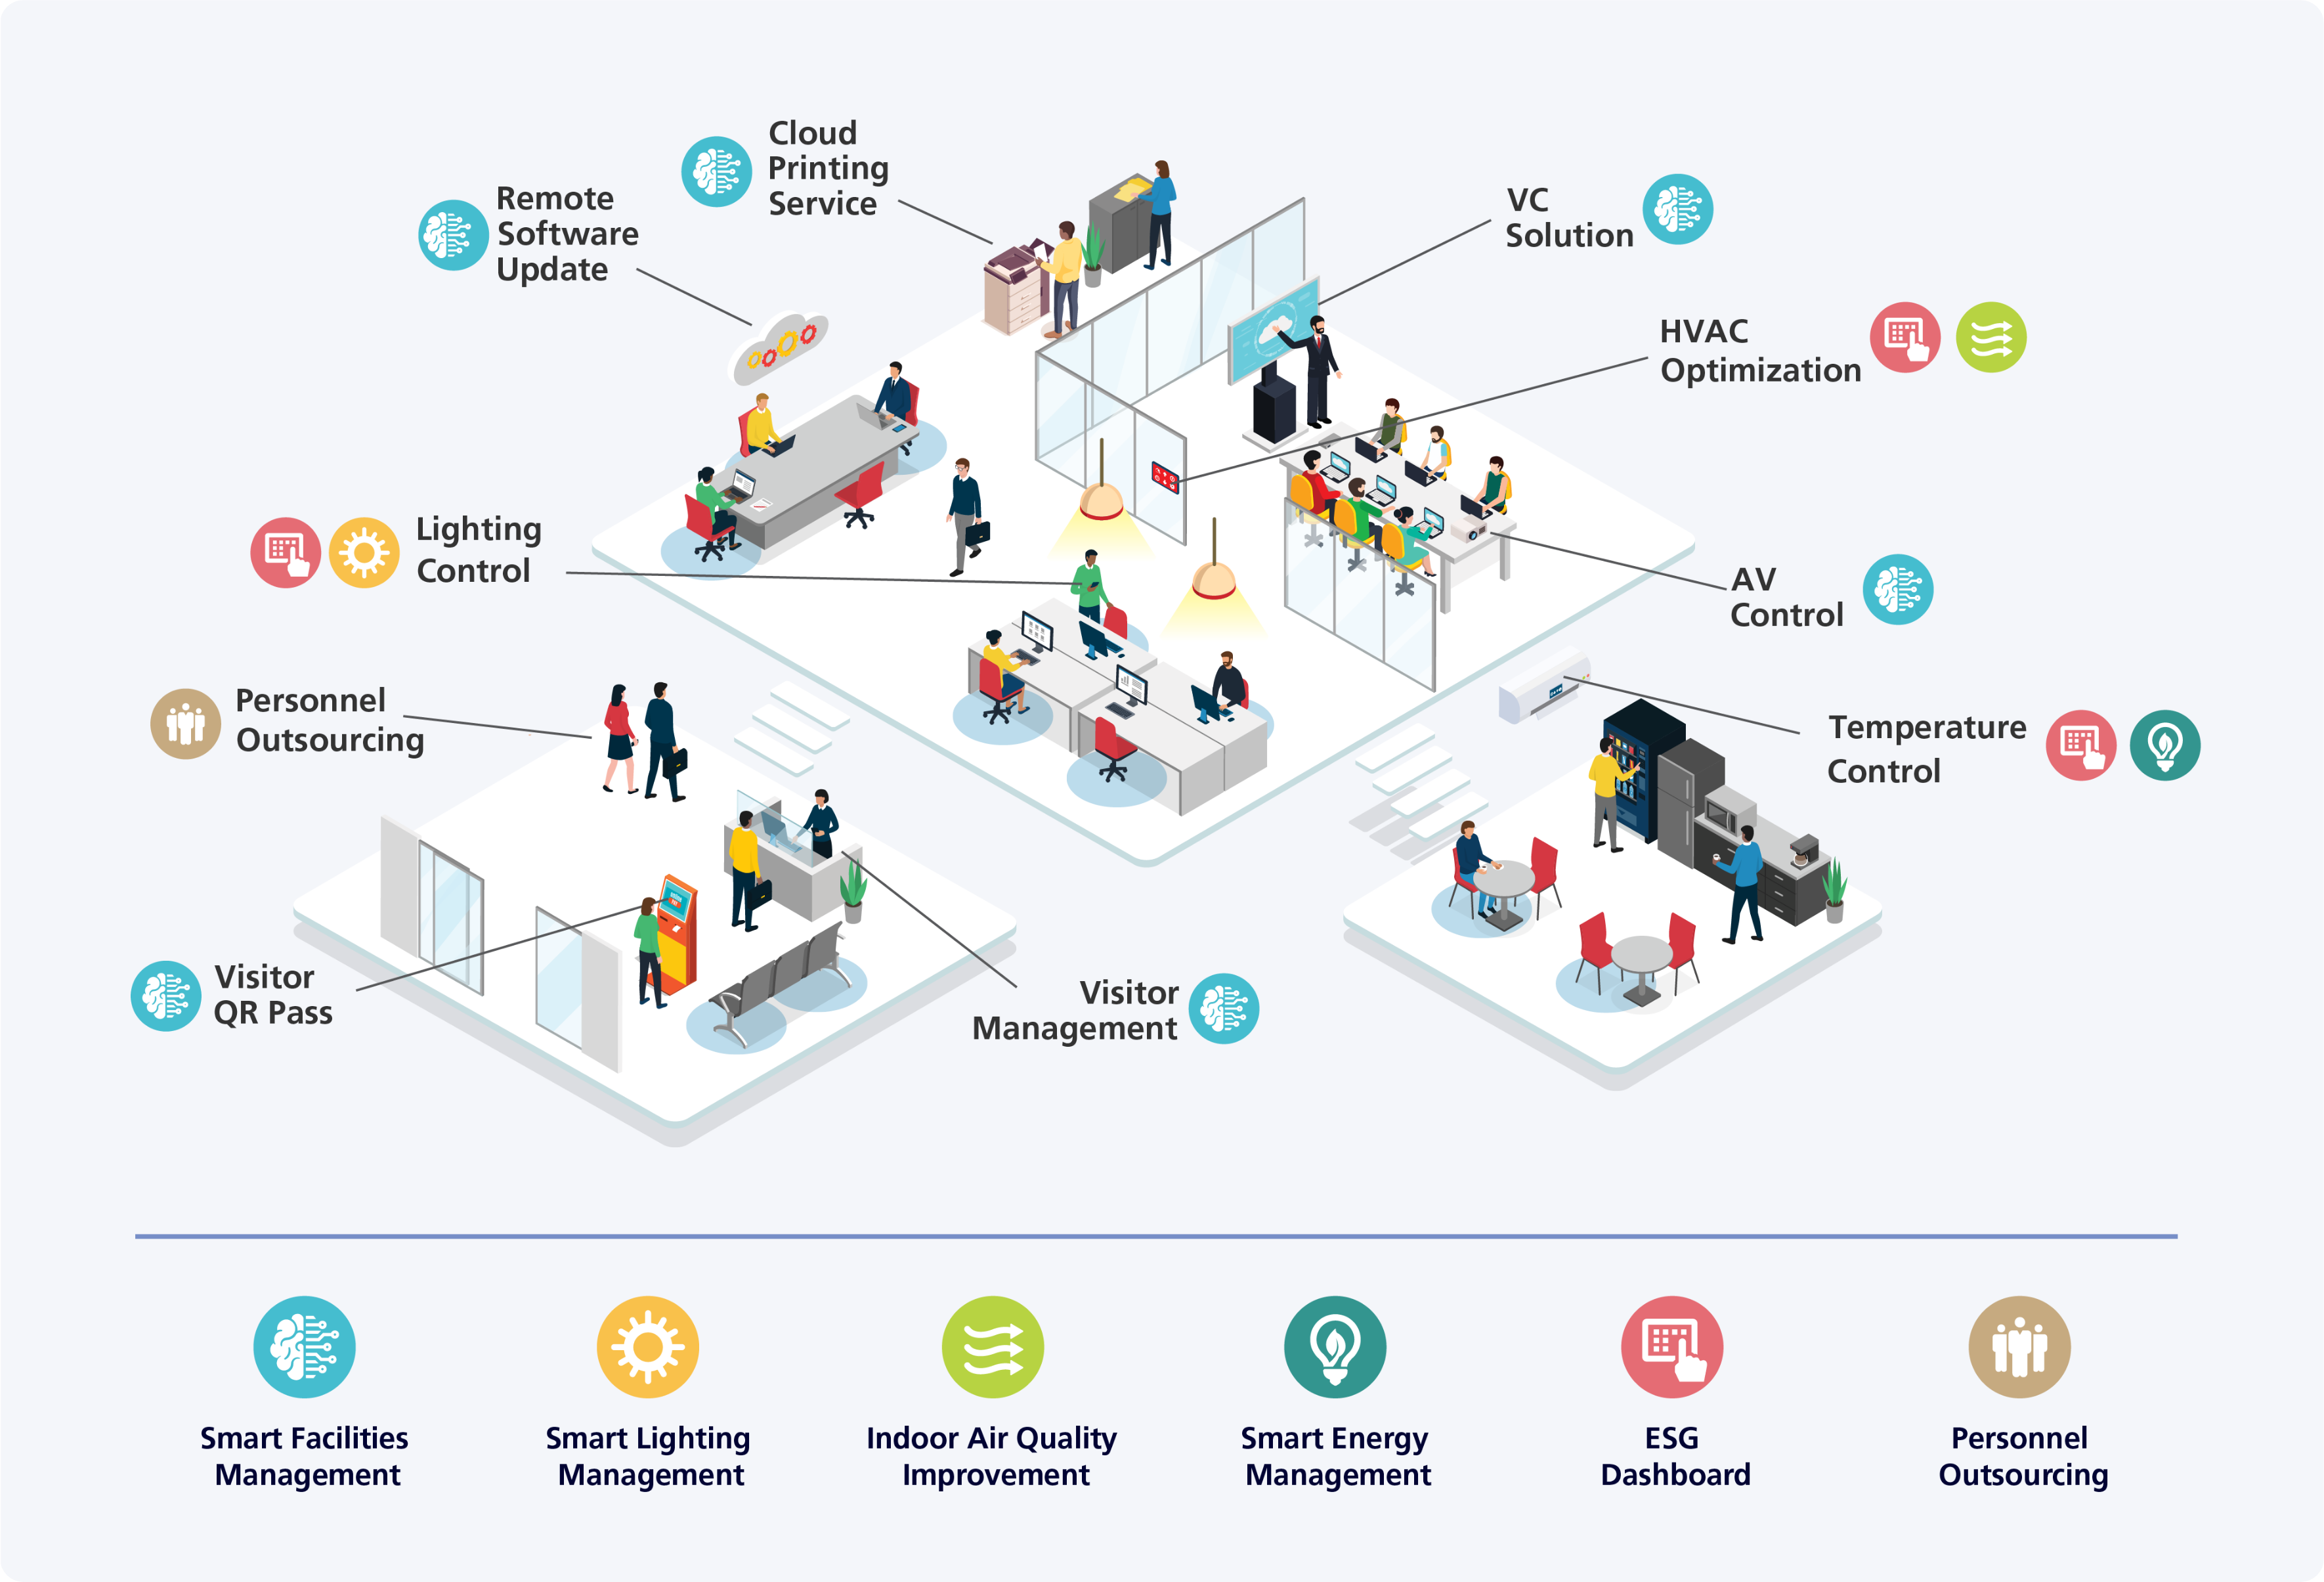 Cloud
Printing
Service
Remote
Software
Update
VC
Solution
HVAC
Optimization
Lighting
Control
AV
Control
Personnel
Outsourcing
Temperature
Control
Visitor
QR Pass
Visitor
Management
Smart Facilities
Management
Smart Lighting
Management
Indoor Air Quality
Improvement
Smart Energy
Management
ESG
Dashboard
Personnel
Outsourcing